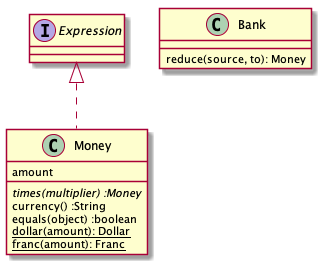 I Expression
C Bank
reduce(source, to): Money
C Money
amount
times(multiplier) :Money
currency() :String
equals(object) :boolean
dollar(amount): Dollar
franc(amount): Franc